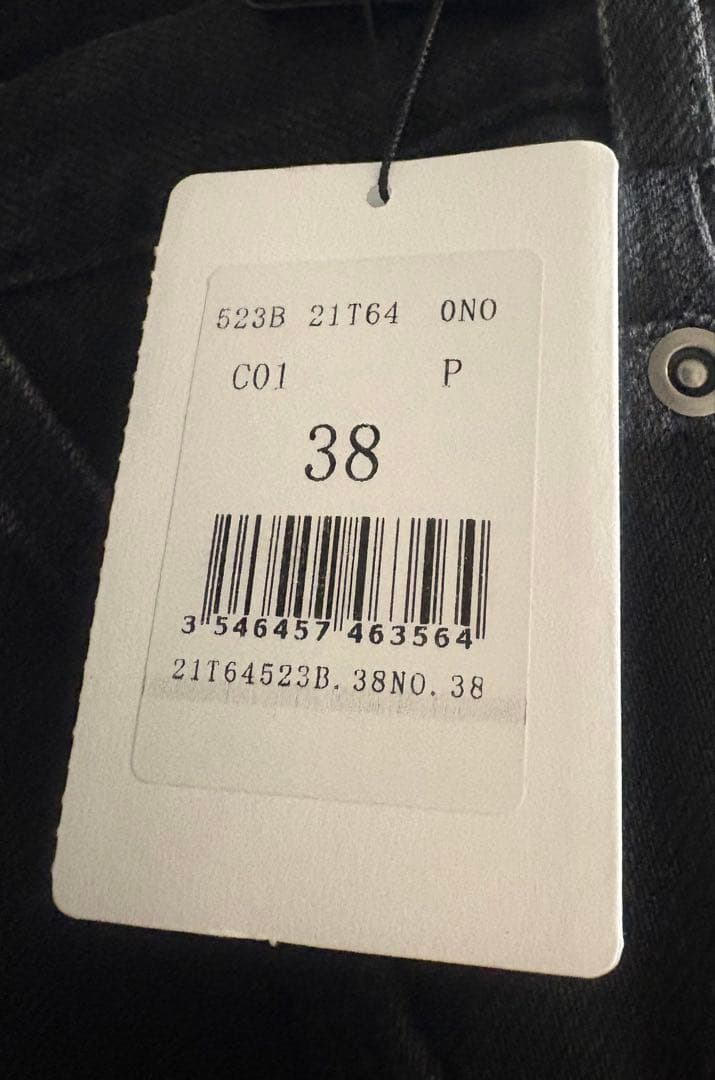 523B 21T64 0NO
C01 P
38
3 546457 463564
21T64523B.38NO.38